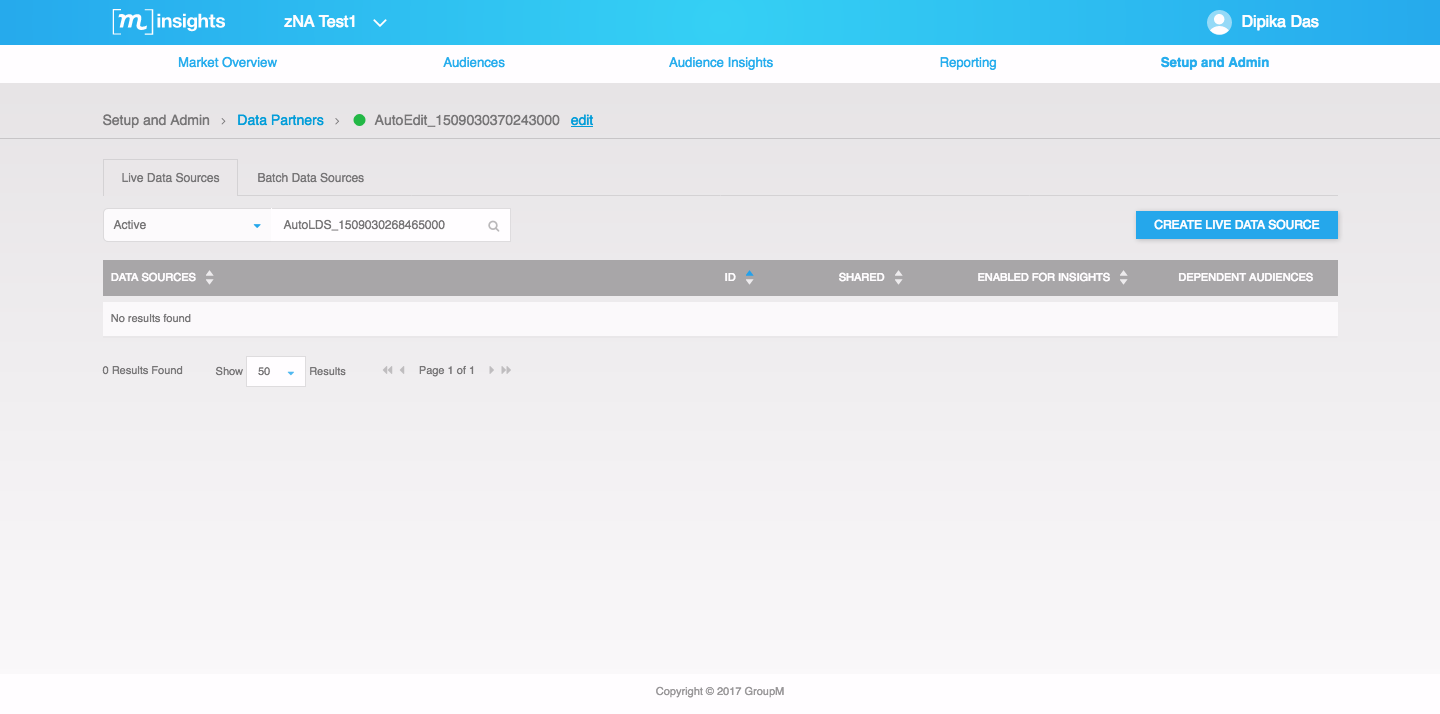 [m]insights zNA Test1 Dipika Das
Market Overview Audiences Audience Insights Reporting Setup and Admin
Setup and Admin › Data Partners › AutoEdit_1509030370243000 edit
Live Data Sources Batch Data Sources
Active AutoLDS_1509030268465000 CREATE LIVE DATA SOURCE
DATA SOURCES ID SHARED ENABLED FOR INSIGHTS DEPENDENT AUDIENCES
No results found
0 Results Found Show 50 Results Page 1 of 1
Copyright © 2017 GroupM